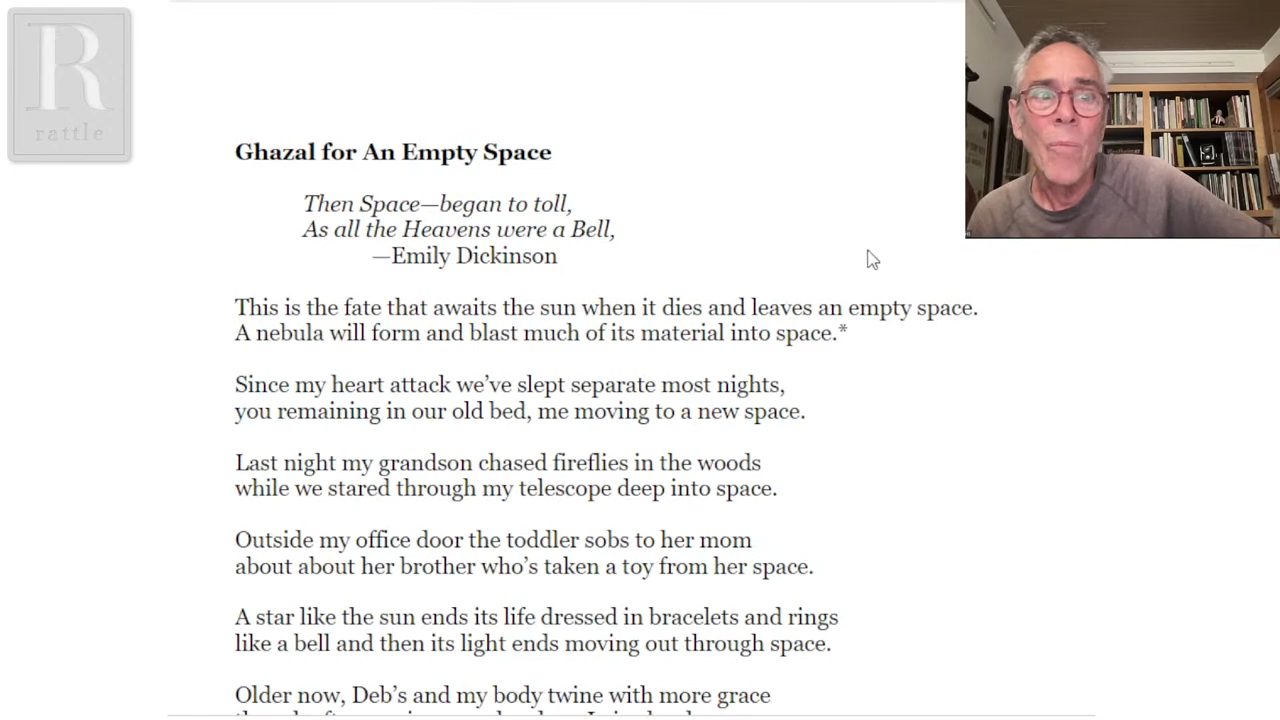 R
rattle
Ghazal for An Empty Space
Then Space—began to toll,
As all the Heavens were a Bell,
—Emily Dickinson
This is the fate that awaits the sun when it dies and leaves an empty space.
A nebula will form and blast much of its material into space.*
Since my heart attack we’ve slept separate most nights,
you remaining in our old bed, me moving to a new space.
Last night my grandson chased fireflies in the woods
while we stared through my telescope deep into space.
Outside my office door the toddler sobs to her mom
about about her brother who’s taken a toy from her space.
A star like the sun ends its life dressed in bracelets and rings
like a bell and then its light ends moving out through space.
Older now, Deb’s and my body twine with more grace